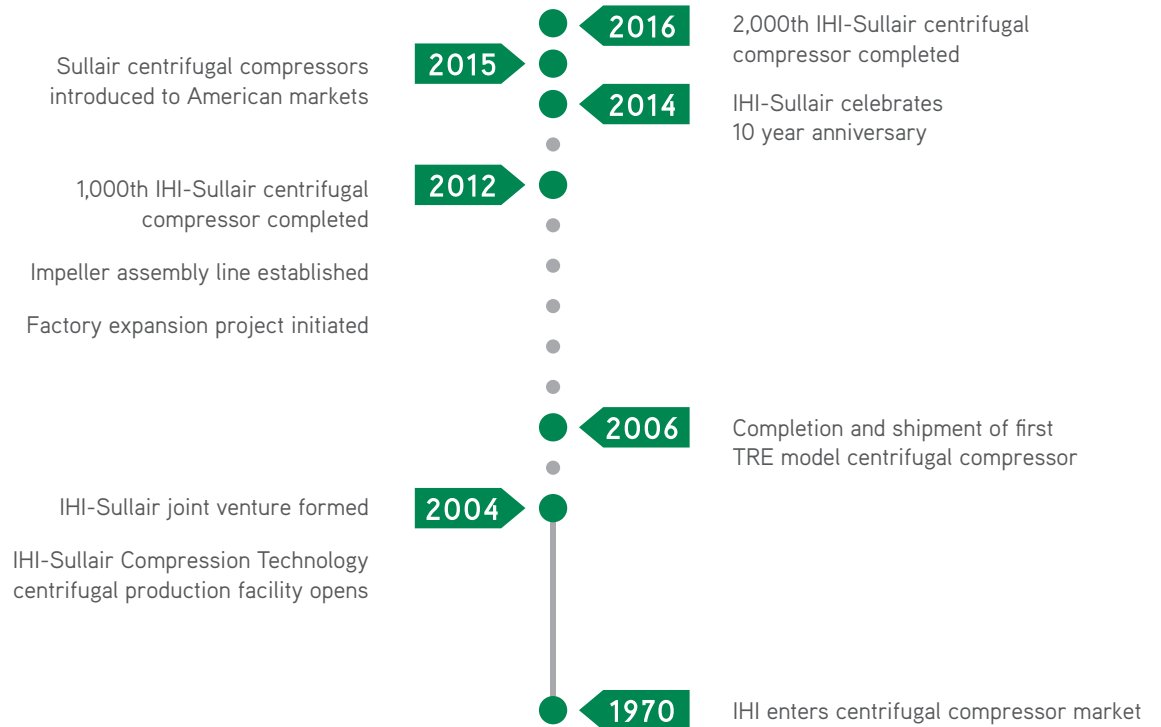 2016
2,000th IHI-Sullair centrifugal
compressor completed
Sullair centrifugal compressors
introduced to American markets
2015
2014
IHI-Sullair celebrates
10 year anniversary
1,000th IHI-Sullair centrifugal
compressor completed
2012
Impeller assembly line established
Factory expansion project initiated
2006
Completion and shipment of first
TRE model centrifugal compressor
IHI-Sullair joint venture formed
2004
IHI-Sullair Compression Technology
centrifugal production facility opens
1970
IHI enters centrifugal compressor market